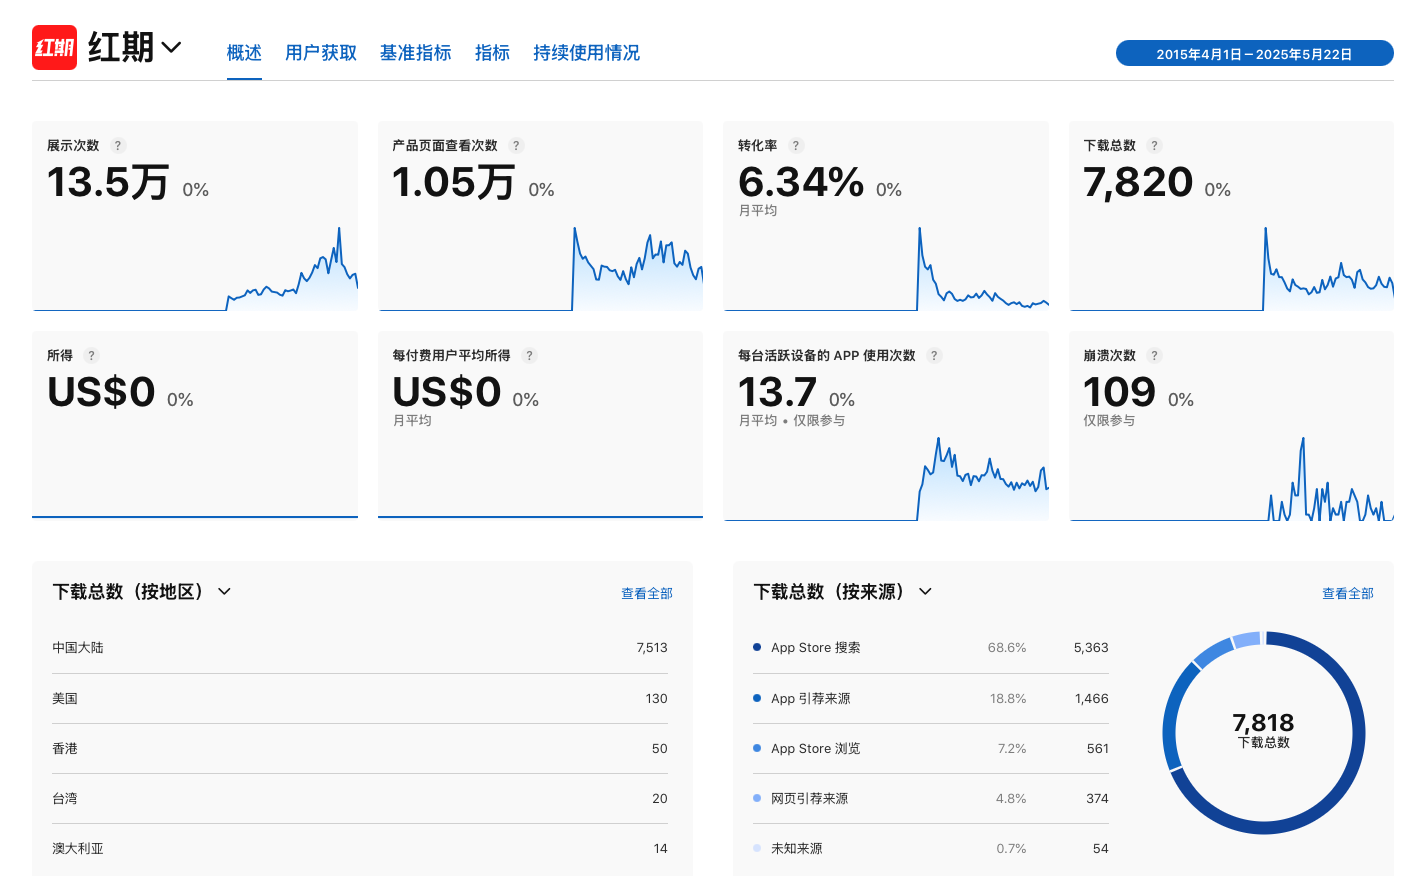 红期 红期
概述 用户获取 基准指标 指标 持续使用情况
2015年4月1日 – 2025年5月22日
展示次数 ?
13.5万 0%
产品页面查看次数 ?
1.05万 0%
转化率 ?
6.34% 0%
月平均
下载总数 ?
7,820 0%
所得 ?
US$0 0%
每付费用户平均所得 ?
US$0 0%
月平均
每台活跃设备的 APP 使用次数 ?
13.7 0%
月平均 • 仅限参与
崩溃次数 ?
109 0%
仅限参与
下载总数（按地区） 查看全部
中国大陆 7,513
美国 130
香港 50
台湾 20
澳大利亚 14
下载总数（按来源） 查看全部
App Store 搜索 68.6% 5,363
App 引荐来源 18.8% 1,466
App Store 浏览 7.2% 561
网页引荐来源 4.8% 374
未知来源 0.7% 54
7,818
下载总数